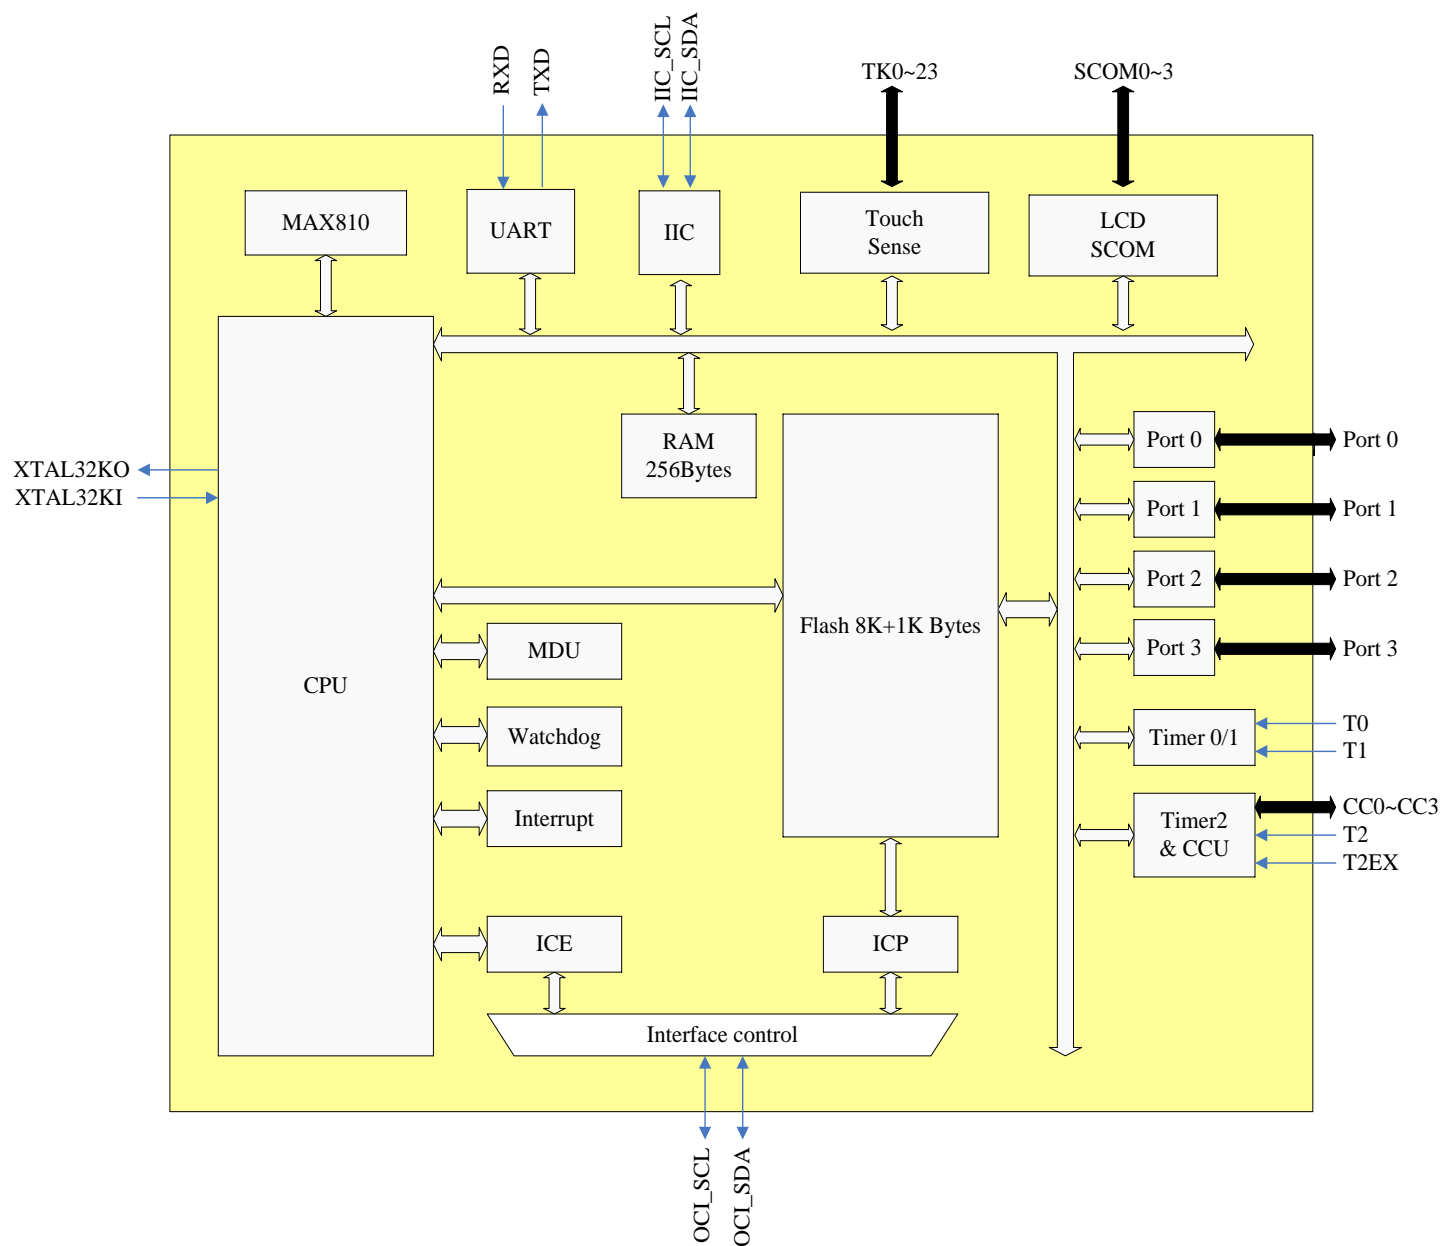 RXD
TXD
IIC_SCL
IIC_SDA
TK0~23
SCOM0~3
MAX810
UART
IIC
Touch
Sense
LCD
SCOM
RAM
256Bytes
Port 0
Port 0
XTAL32KO
XTAL32KI
Port 1
Port 1
Port 2
Port 2
Flash 8K+1K Bytes
Port 3
Port 3
MDU
CPU
Watchdog
Timer 0/1
T0
T1
Interrupt
Timer2
& CCU
CC0~CC3
T2
T2EX
ICE
ICP
Interface control
OCI_SCL
OCI_SDA